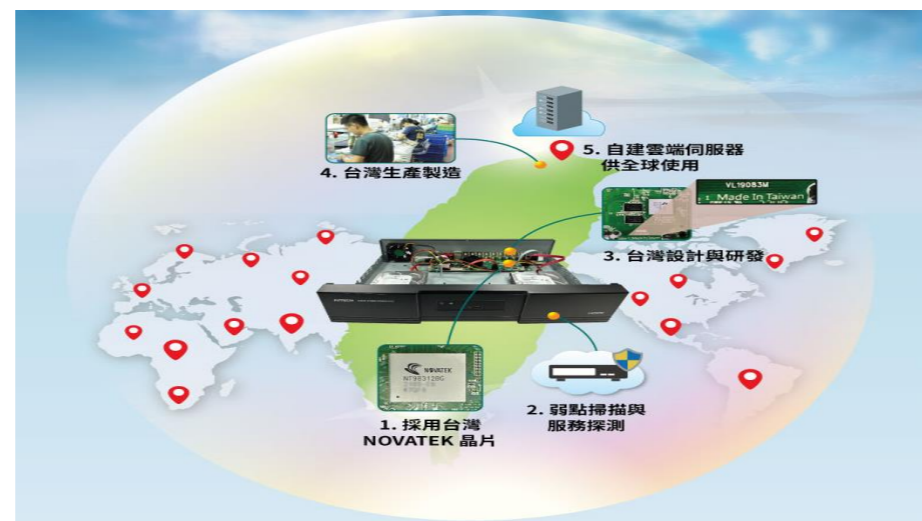 5. 自建雲端伺服器
供全球使用
4. 台灣生產製造
VL19083M
Made In Taiwan
3. 台灣設計與研發
NOVATEK
1. 採用台灣
NOVATEK 晶片
2. 弱點掃描與
服務探測